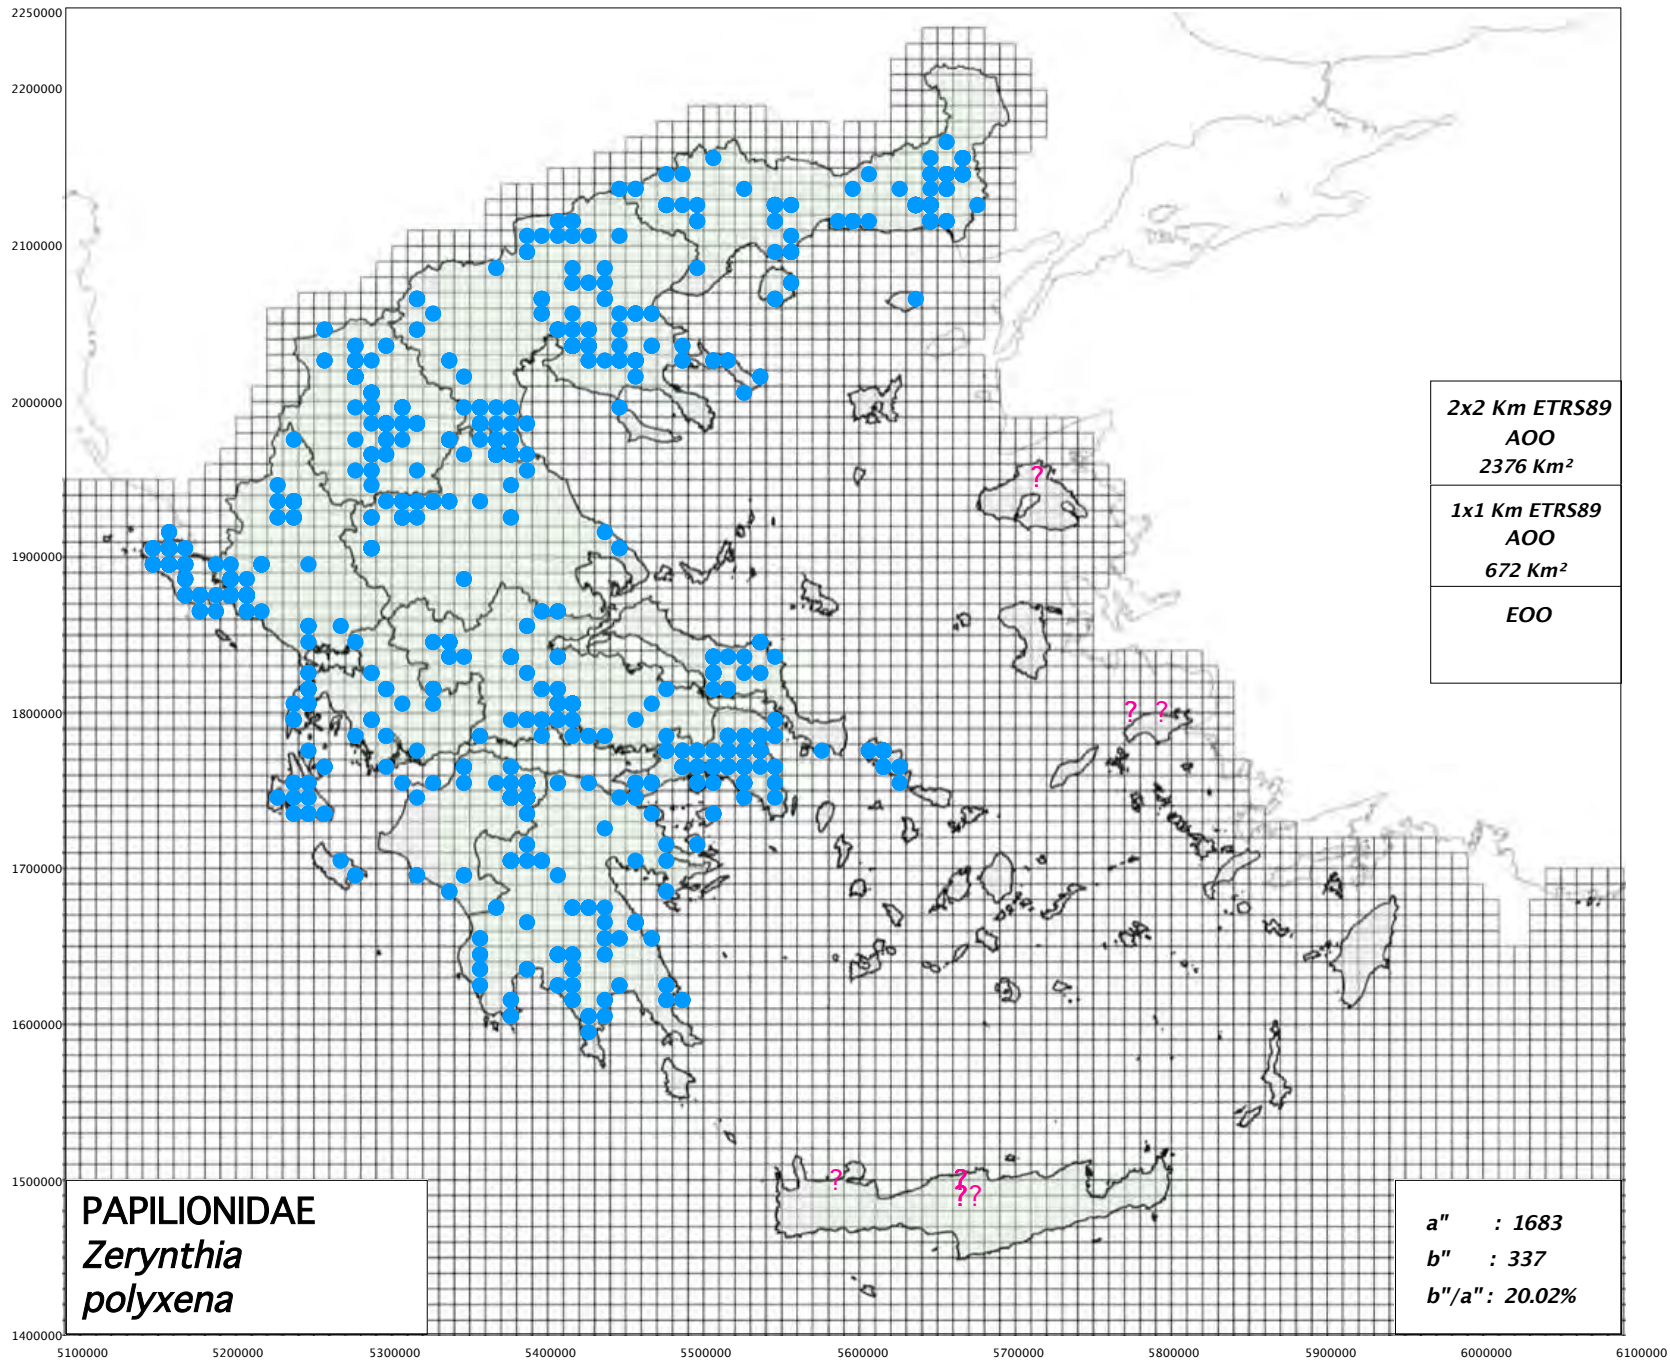 2250000
2200000
2100000
2000000
1900000
1800000
1700000
1600000
1500000
1400000
?
? ?
?
?
? ?
2x2 Km ETRS89
AOO
2376 Km²
1x1 Km ETRS89
AOO
672 Km²
EOO
PAPILIONIDAE
Zerynthia
polyxena
a" : 1683
b" : 337
b"/a" : 20.02%
5100000 5200000 5300000 5400000 5500000 5600000 5700000 5800000 5900000 6000000 6100000